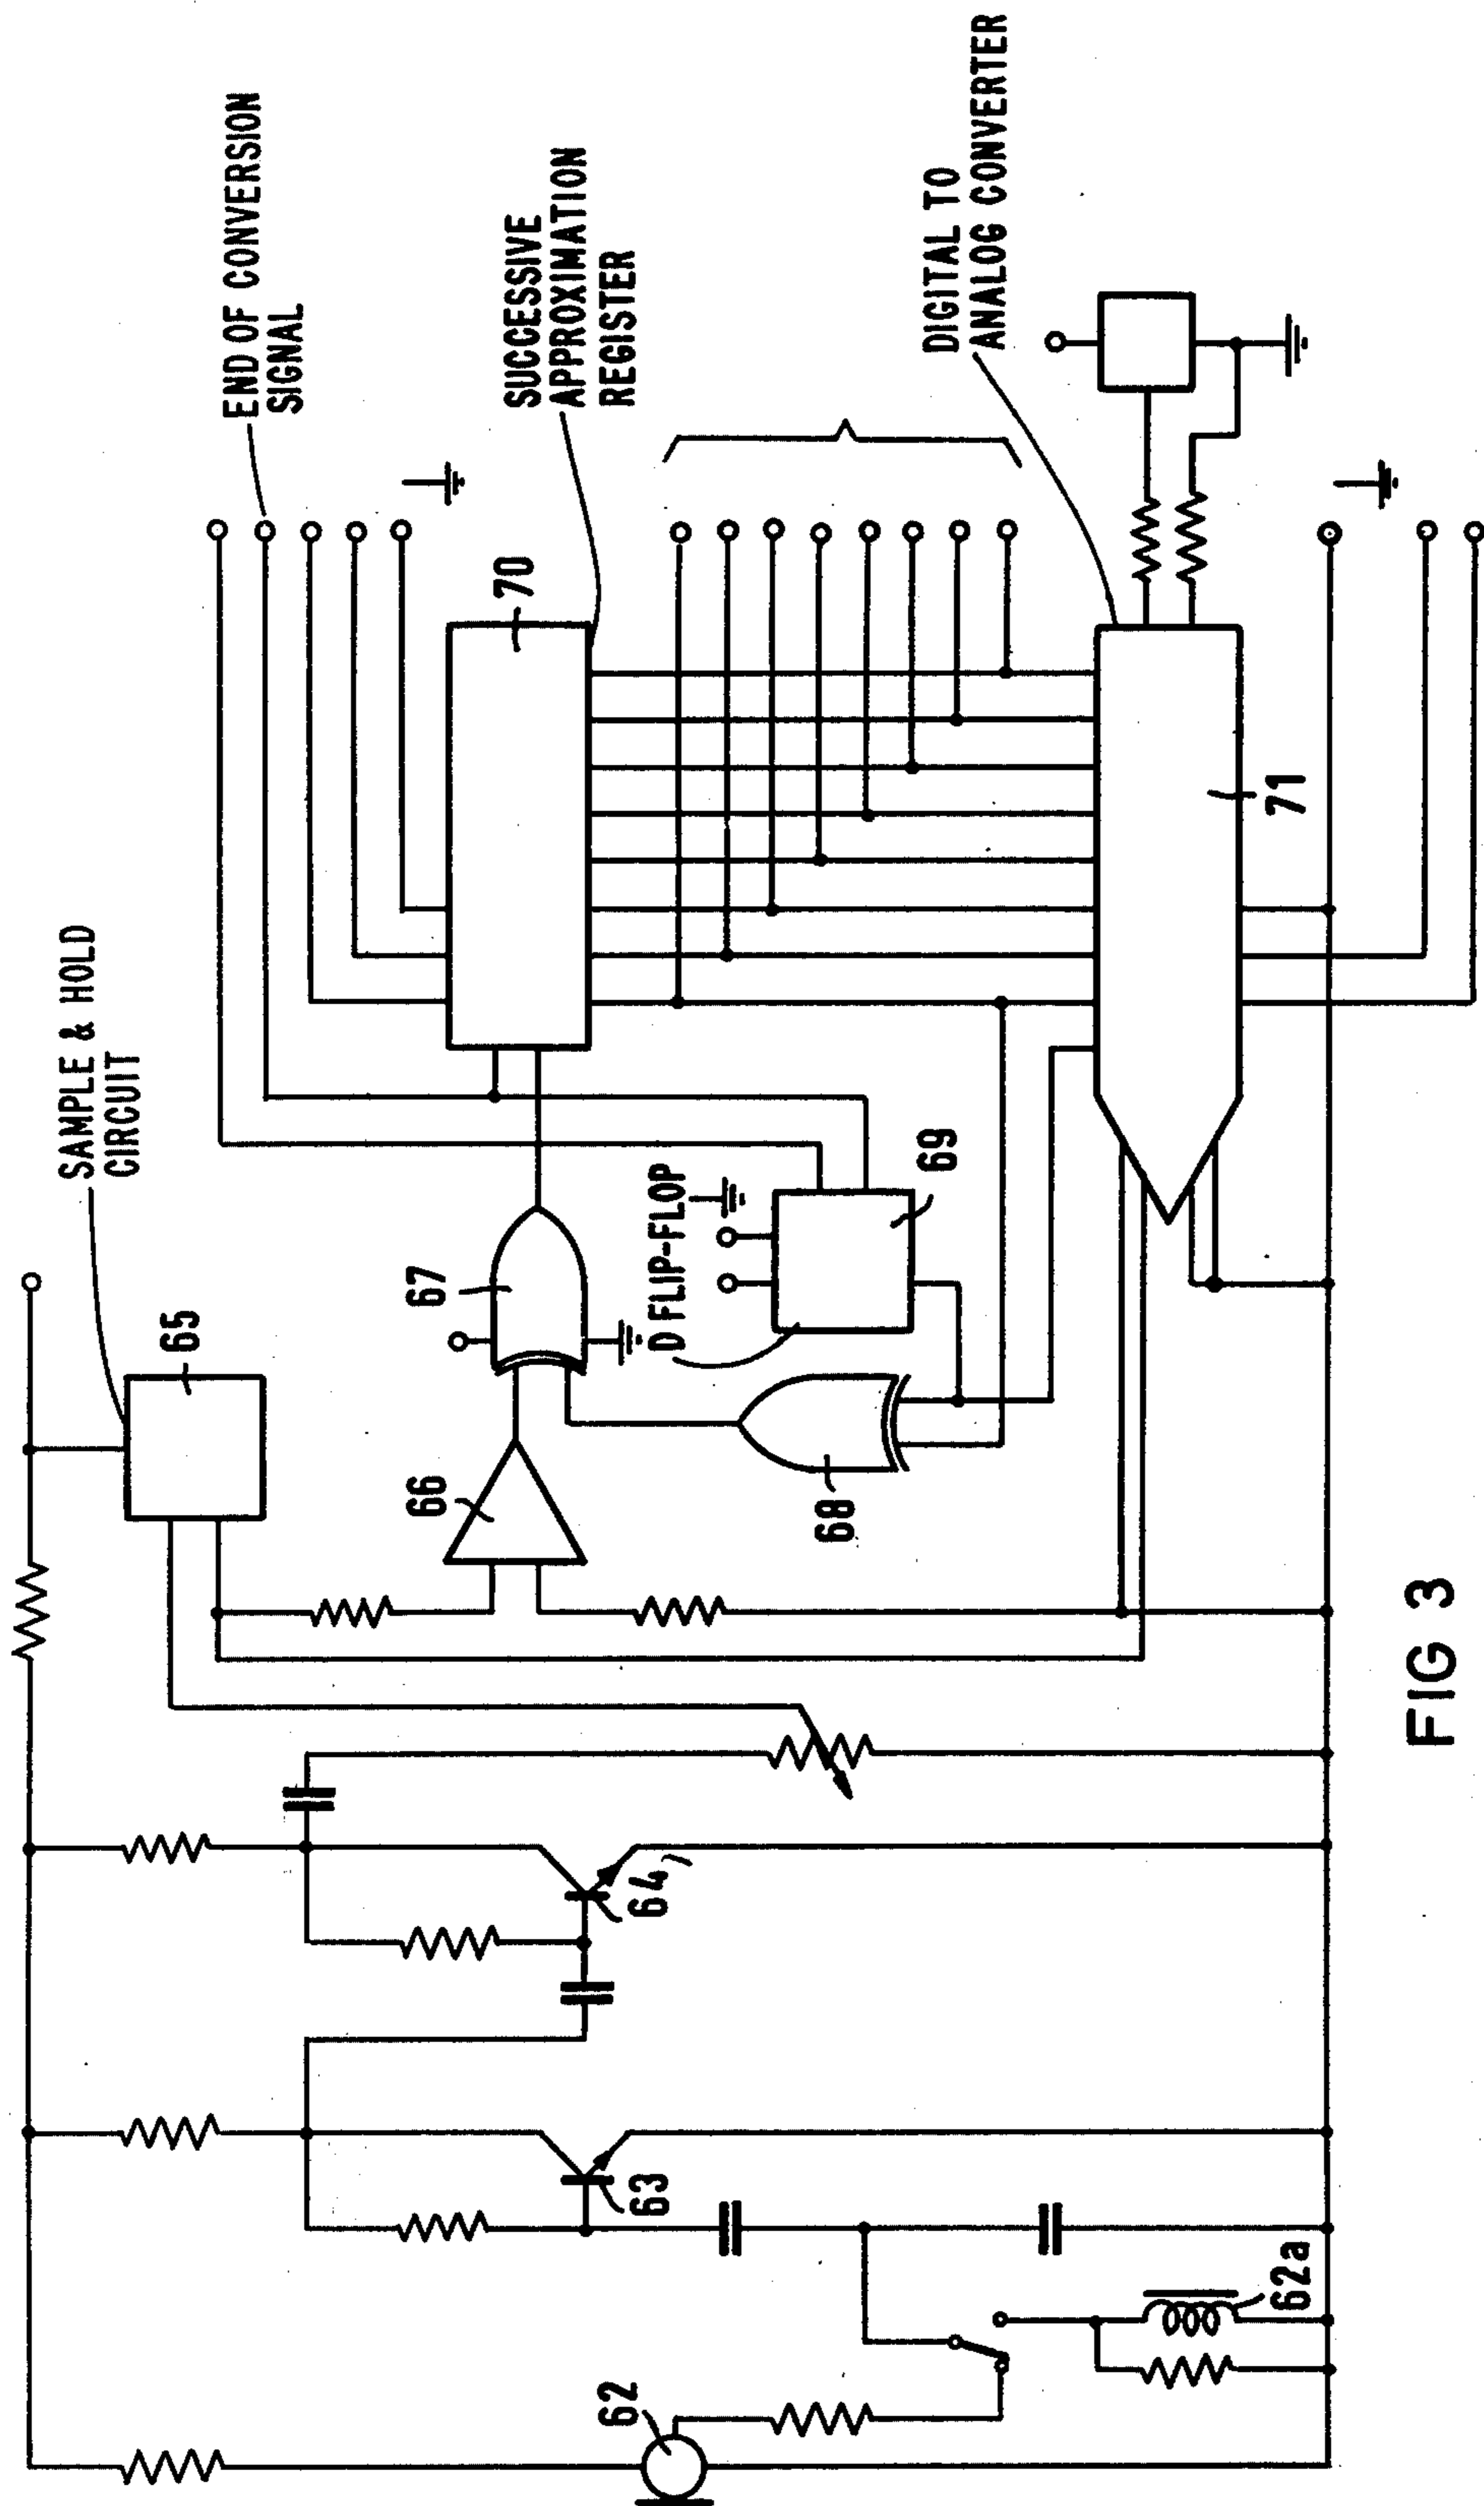 SAMPLE & HOLD
CIRCUIT
END OF CONVERSION
SIGNAL
SUCCESSIVE
APPROXIMATION
REGISTER
DIGITAL TO
ANALOG CONVERTER
D FLIP-FLOP
62
62a
63
64
65
66
67
68
69
70
71
FIG 3